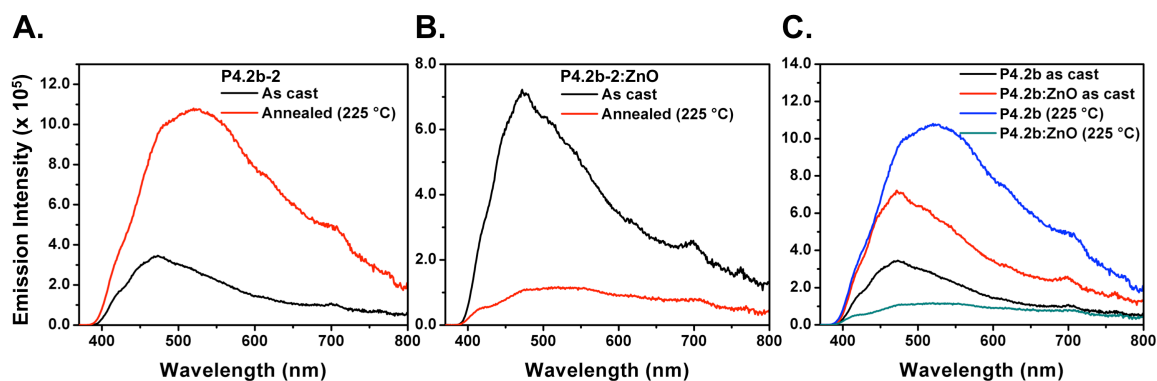 A.
B.
C.
Emission Intensity (x 10⁵)
12.0
10.0
8.0
6.0
4.0
2.0
0.0
P4.2b-2
As cast
Annealed (225 °C)
400 500 600 700 800
Wavelength (nm)
8.0
6.0
4.0
2.0
0.0
P4.2b-2:ZnO
As cast
Annealed (225 °C)
400 500 600 700 800
Wavelength (nm)
14.0
12.0
10.0
8.0
6.0
4.0
2.0
0.0
P4.2b as cast
P4.2b:ZnO as cast
P4.2b (225 °C)
P4.2b:ZnO (225 °C)
400 500 600 700 800
Wavelength (nm)